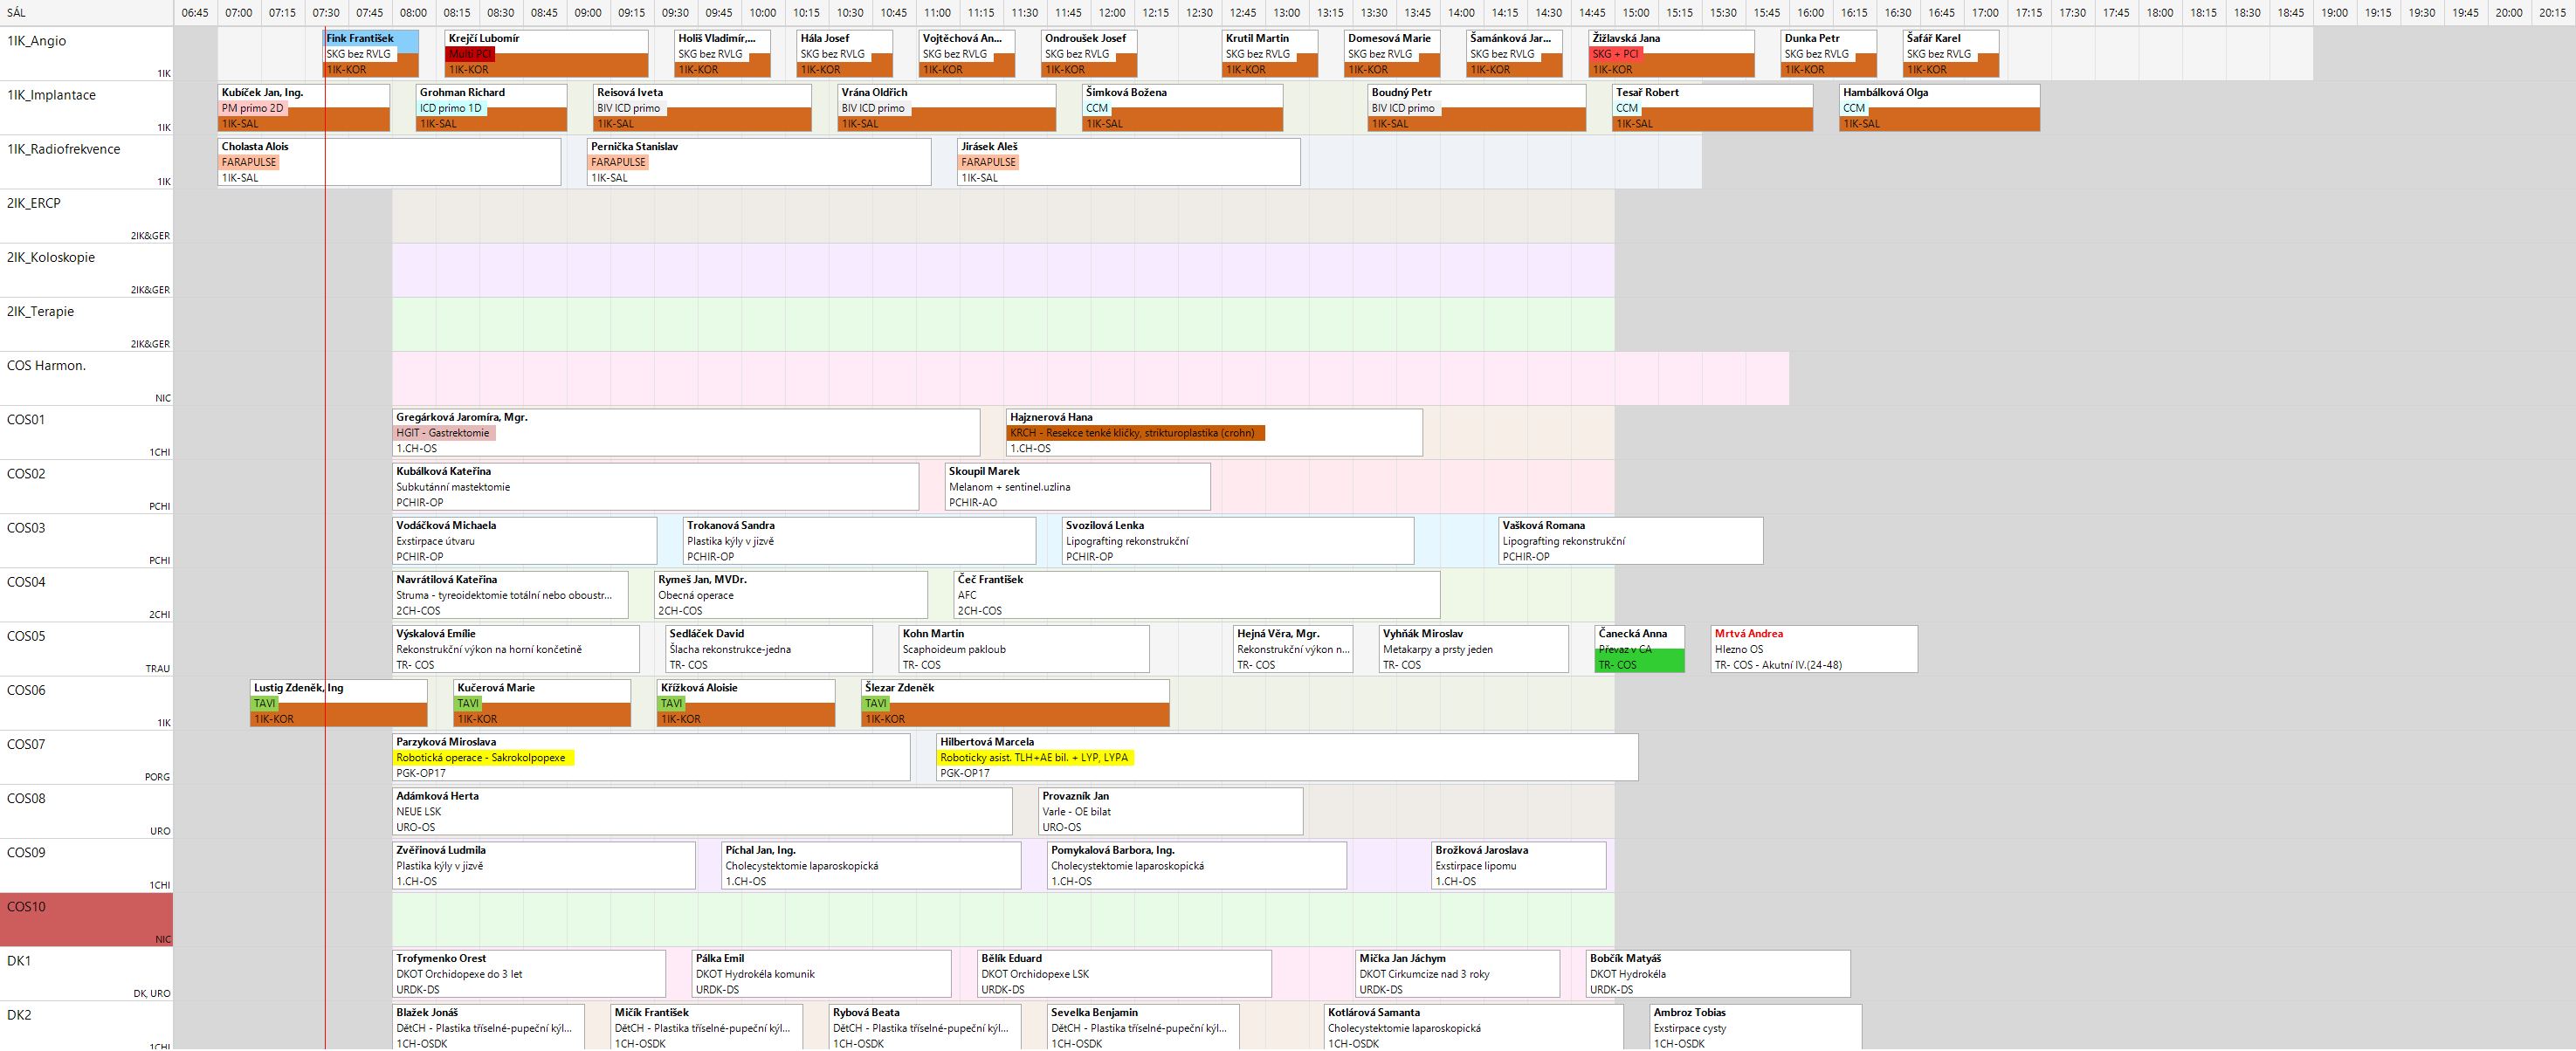 SÁL 06:45 07:00 07:15 07:30 07:45 08:00 08:15 08:30 08:45 09:00 09:15 09:30 09:45 10:00 10:15 10:30 10:45 11:00 11:15 11:30 11:45 12:00 12:15 12:30 12:45 13:00 13:15 13:30 13:45 14:00 14:15 14:30 14:45 15:00 15:15 15:30 15:45 16:00 16:15 16:30 16:45 17:00 17:15 17:30 17:45 18:00 18:15 18:30 18:45 19:00 19:15 19:30 19:45 20:00 20:15
1IK_Angio Fink František Krejčí Lubomír Holiš Vladimír,... Hála Josef Vojtěchová An... Ondroušek Josef Krutil Martin Domesová Marie Šamánková Jar... Žižlavská Jana Dunka Petr Šafář Karel
SKG bez RVLG Multi PCI SKG bez RVLG SKG bez RVLG SKG bez RVLG SKG bez RVLG SKG bez RVLG SKG bez RVLG SKG bez RVLG SKG + PCI SKG bez RVLG SKG bez RVLG
1IK 1IK-KOR 1IK-KOR 1IK-KOR 1IK-KOR 1IK-KOR 1IK-KOR 1IK-KOR 1IK-KOR 1IK-KOR 1IK-KOR 1IK-KOR 1IK-KOR
1IK_Implantace Kubíček Jan, Ing. Grohman Richard Reisová Iveta Vrána Oldřich Šimková Božena Boudný Petr Tesař Robert Hambálková Olga
PM primo 2D ICD primo 1D BIV ICD primo BIV ICD primo CCM BIV ICD primo CCM CCM
1IK 1IK-SAL 1IK-SAL 1IK-SAL 1IK-SAL 1IK-SAL 1IK-SAL 1IK-SAL 1IK-SAL
1IK_Radiofrekvence Cholasta Alois Pernička Stanislav Jirásek Aleš
FARAPULSE FARAPULSE FARAPULSE
1IK 1IK-SAL 1IK-SAL 1IK-SAL
2IK_ERCP
2IK&GER
2IK_Koloskopie
2IK&GER
2IK_Terapie
2IK&GER
COS Harmon.
NIC
COS01 Gregárková Jaromíra, Mgr. Hajznerová Hana
HGIT - Gastrektomie KRCH - Resekce tenké kličky, strikturoplastika (crohn)
1CHI 1.CH-OS 1.CH-OS
COS02 Kubálková Kateřina Skoupil Marek
Subkutánní mastektomie Melanom + sentinel.uzlina
PCHI PCHIR-OP PCHIR-AO
COS03 Vodáčková Michaela Trokanová Sandra Svozilová Lenka Vašková Romana
Exstirpace útvaru Plastika kýly v jizvě Lipografting rekonstrukční Lipografting rekonstrukční
PCHI PCHIR-OP PCHIR-OP PCHIR-OP PCHIR-OP
COS04 Navrátilová Kateřina Rymeš Jan, MVDr. Čeč František
Struma - tyreoidektomie totální nebo oboustr... Obecná operace AFC
2CHI 2CH-COS 2CH-COS 2CH-COS
COS05 Výskalová Emílie Sedláček David Kohn Martin Hejná Věra, Mgr. Vyhňák Miroslav Čanecká Anna Mrtvá Andrea
Rekonstrukční výkon na horní končetině Šlacha rekonstrukce-jedna Scaphoideum pakloub Rekonstrukční výkon n... Metakarpy a prsty jeden Převaz v CA Hlezno OS
TRAU TR- COS TR- COS TR- COS TR- COS TR- COS TR- COS TR- COS - Akutní IV.(24-48)
COS06 Lustig Zdeněk, Ing Kučerová Marie Křížková Aloisie Šlezar Zdeněk
TAVI TAVI TAVI TAVI
1IK 1IK-KOR 1IK-KOR 1IK-KOR 1IK-KOR
COS07 Parzyková Miroslava Hilbertová Marcela
Robotická operace - Sakrokolpopexe Roboticky asist. TLH+AE bil. + LYP, LYPA
PORG PGK-OP17 PGK-OP17
COS08 Adámková Herta Provazník Jan
NEUE LSK Varle - OE bilat
URO URO-OS URO-OS
COS09 Zvěřinová Ludmila Píchal Jan, Ing. Pomykalová Barbora, Ing. Brožková Jaroslava
Plastika kýly v jizvě Cholecystektomie laparoskopická Cholecystektomie laparoskopická Exstirpace lipomu
1CHI 1.CH-OS 1.CH-OS 1.CH-OS 1.CH-OS
COS10
NIC
DK1 Trofymenko Orest Pálka Emil Bělík Eduard Mička Jan Jáchym Bobčík Matyáš
DKOT Orchidopexe do 3 let DKOT Hydrokéla komunik DKOT Orchidopexe LSK DKOT Cirkumcize nad 3 roky DKOT Hydrokéla
DK, URO URDK-DS URDK-DS URDK-DS URDK-DS URDK-DS
DK2 Blažek Jonáš Mičík František Rybová Beata Sevelka Benjamin Kotlárová Samanta Ambroz Tobias
DětCH - Plastika tříselné-pupeční kýl... DětCH - Plastika tříselné-pupeční kýl... DětCH - Plastika tříselné-pupeční kýl... DětCH - Plastika tříselné-pupeční kýl... Cholecystektomie laparoskopická Exstirpace cysty
1CHI 1CH-OSDK 1CH-OSDK 1CH-OSDK 1CH-OSDK 1CH-OSDK 1CH-OSDK